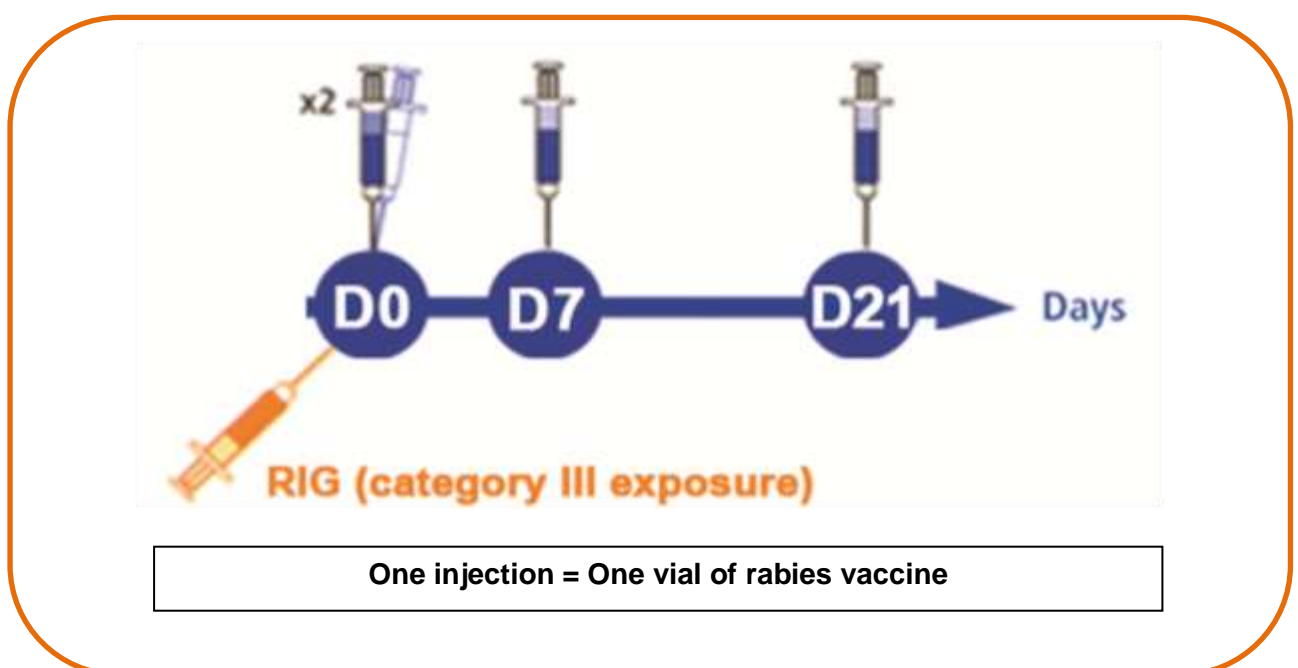 x2
D0 D7 D21 Days
RIG (category III exposure)
One injection = One vial of rabies vaccine